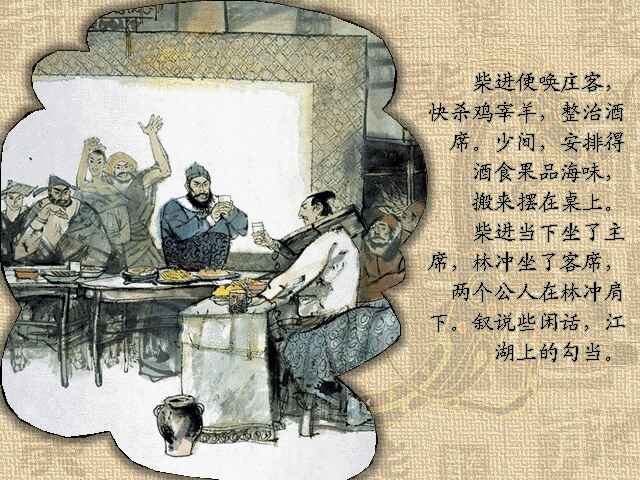 柴进便唤庄客，
快杀鸡宰羊，整治酒
席。少间，安排得
酒食果品海味，
搬来摆在桌上。
柴进当下坐了主
席，林冲坐了客席，
两个公人在林冲肩
下。叙说些闲话，江
湖上的勾当。